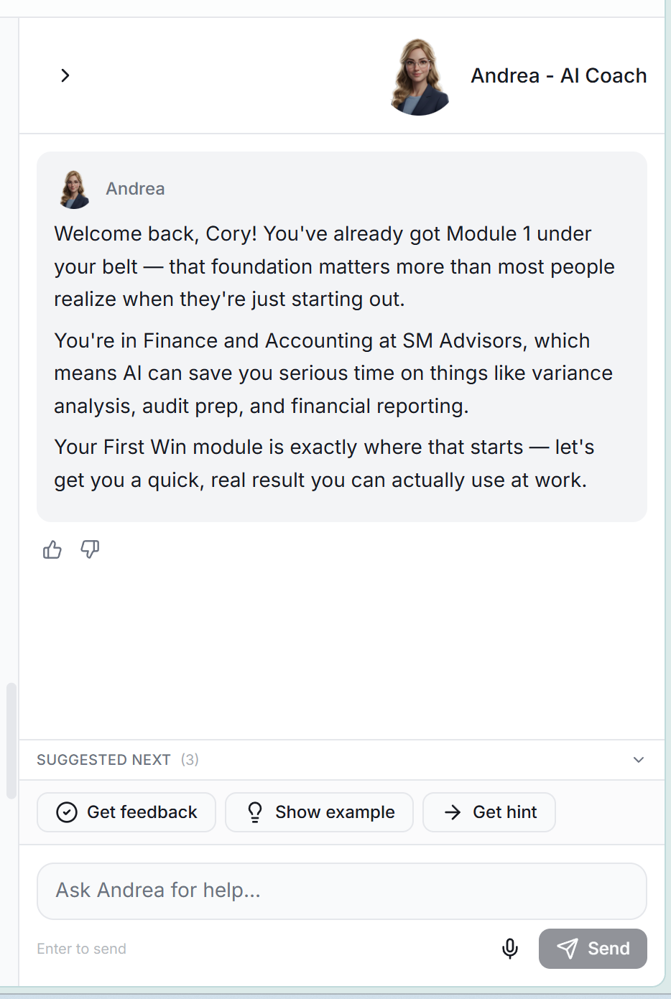 Andrea - AI Coach
Andrea
Welcome back, Cory! You've already got Module 1 under
your belt — that foundation matters more than most people
realize when they're just starting out.
You're in Finance and Accounting at SM Advisors, which
means AI can save you serious time on things like variance
analysis, audit prep, and financial reporting.
Your First Win module is exactly where that starts — let's
get you a quick, real result you can actually use at work.
SUGGESTED NEXT (3)
Get feedback
Show example
Get hint
Ask Andrea for help...
Enter to send
Send